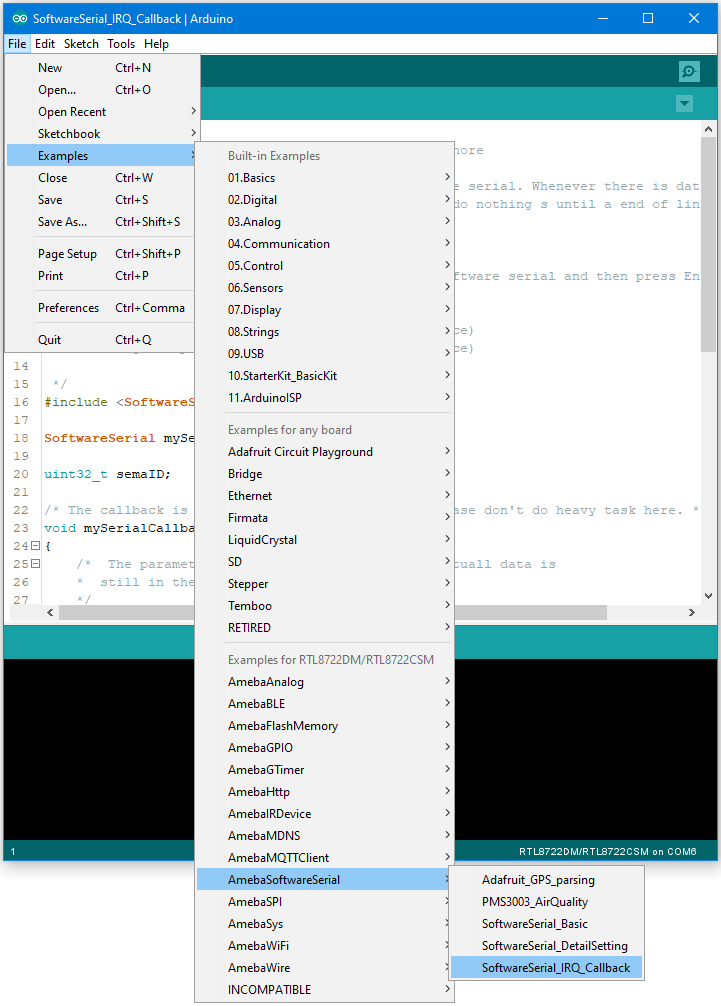 SoftwareSerial_IRQ_Callback | Arduino
File Edit Sketch Tools Help
New Ctrl+N
Open... Ctrl+O
Open Recent
Sketchbook
Examples
Close Ctrl+W
Save Ctrl+S
Save As... Ctrl+Shift+S
Page Setup Ctrl+Shift+P
Print Ctrl+P
Preferences Ctrl+Comma
Quit Ctrl+Q
Built-in Examples
01.Basics
02.Digital
03.Analog
04.Communication
05.Control
06.Sensors
07.Display
08.Strings
09.USB
10.StarterKit_BasicKit
11.ArduinoISP
Examples for any board
Adafruit Circuit Playground
Bridge
Ethernet
Firmata
LiquidCrystal
SD
Stepper
Temboo
RETIRED
Examples for RTL8722DM/RTL8722CSM
AmebaAnalog
AmebaBLE
AmebaFlashMemory
AmebaGPIO
AmebaGTimer
AmebaHttp
AmebaIRDevice
AmebaMDNS
AmebaMQTTClient
AmebaSoftwareSerial
AmebaSPI
AmebaSys
AmebaWiFi
AmebaWire
INCOMPATIBLE
Adafruit_GPS_parsing
PMS3003_AirQuality
SoftwareSerial_Basic
SoftwareSerial_DetailSetting
SoftwareSerial_IRQ_Callback
more
serial. Whenever there is dat
do nothing s until a end of lin
ftware serial and then press En
ce)
ce)
14
15 */
16 #include <SoftwareS
17
18 SoftwareSerial mySe
19
20 uint32_t semaID;
21
22 /* The callback is ase don't do heavy task here. *
23 void mySerialCallba
24 {
25 /* The paramet tuall data is
26 * still in the
27 */
1
RTL8722DM/RTL8722CSM on COM6